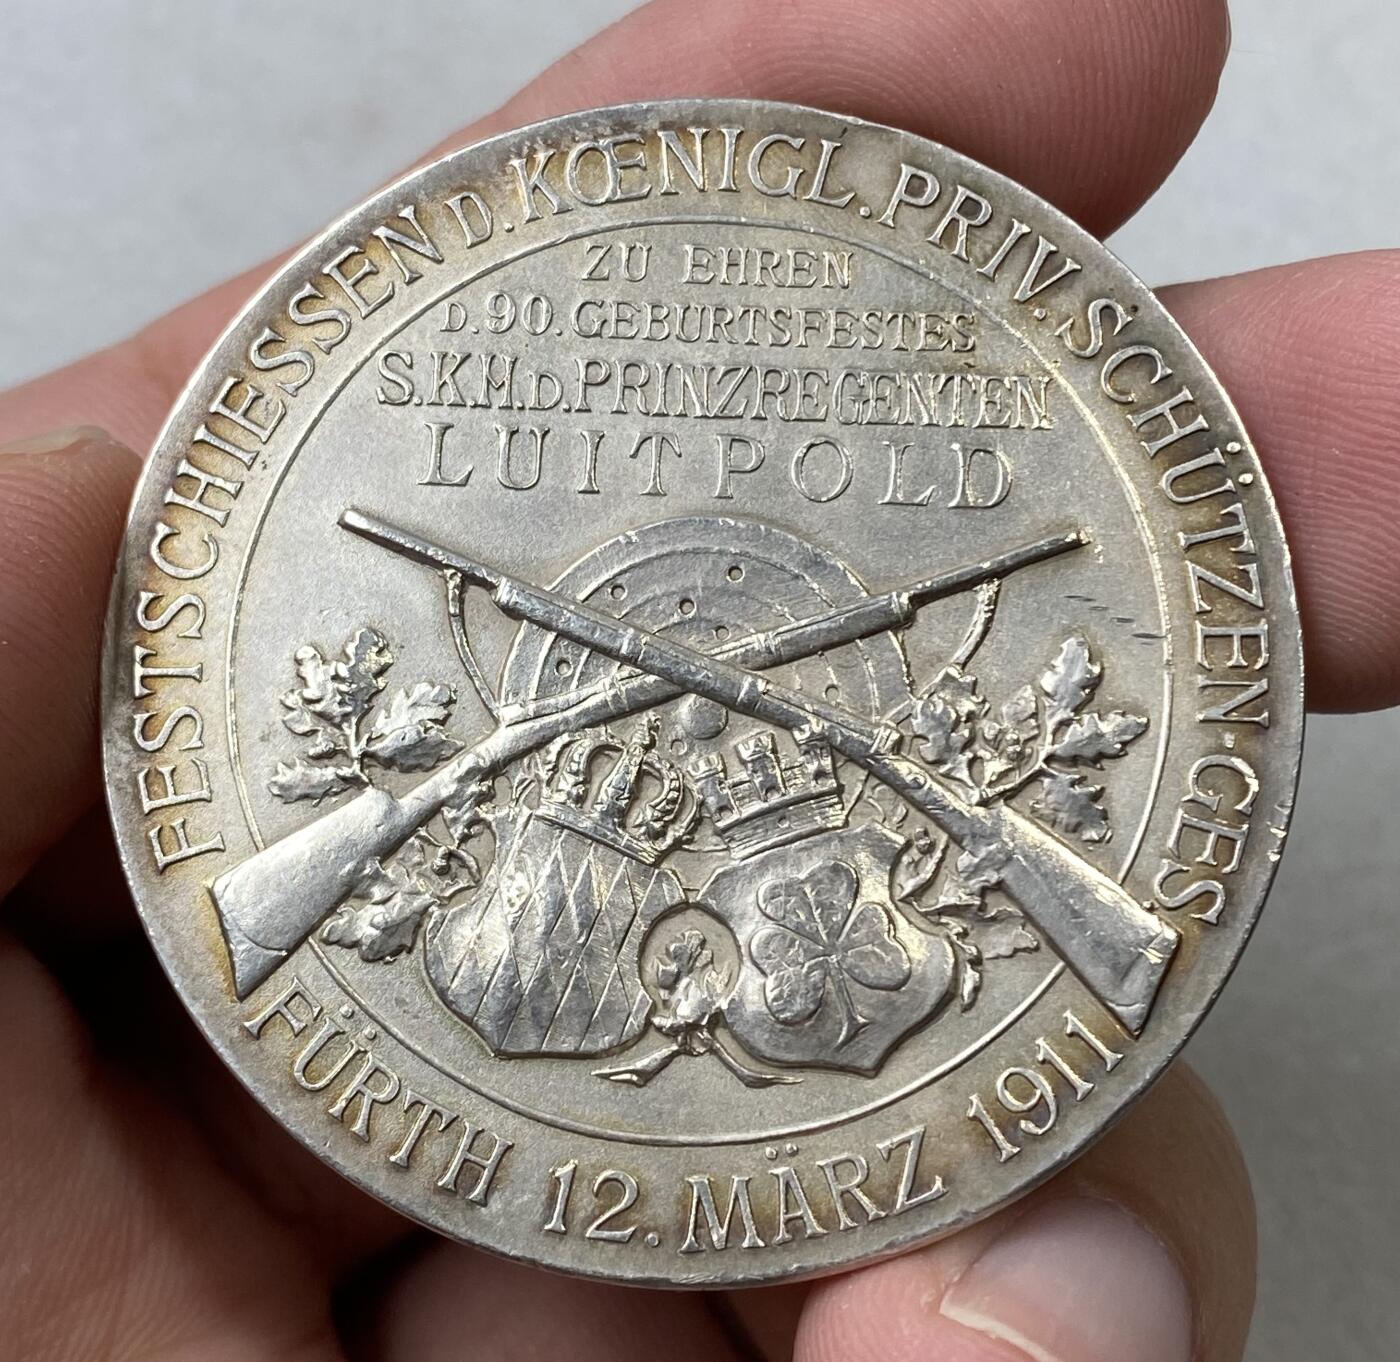 FESTSCHIESSEN D. KŒNIGL. PRIV. SCHÜTZEN-GES
ZU EHREN
D. 90. GEBURTSFESTES
S.K.H.D. PRINZREGENTEN
LUITPOLD
FÜRTH 12. MÄRZ 1911